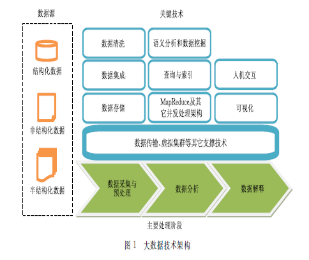 数据源
关键技术
结构化数据
非结构化数据
半结构化数据
数据清洗
语义分析和数据挖掘
数据集成
查询与索引
人机交互
数据存储
MapReduce及其
它并发处理架构
可视化
数据传输、虚拟集群等其它支撑技术
数据采集与
预处理
数据分析
数据解释
主要处理阶段
图 1 大数据技术架构